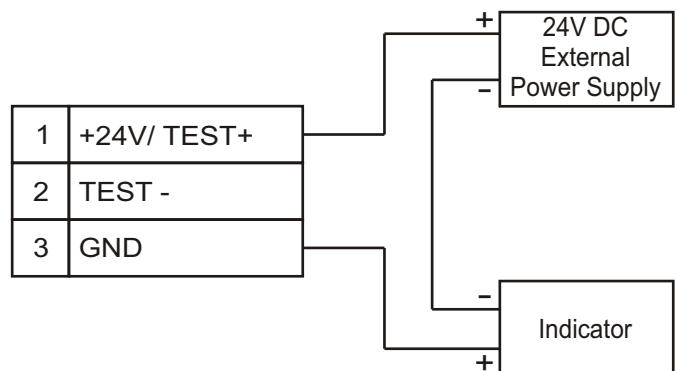 +
24V DC
External
Power Supply
–
1 +24V/ TEST+
2 TEST -
3 GND
–
Indicator
+